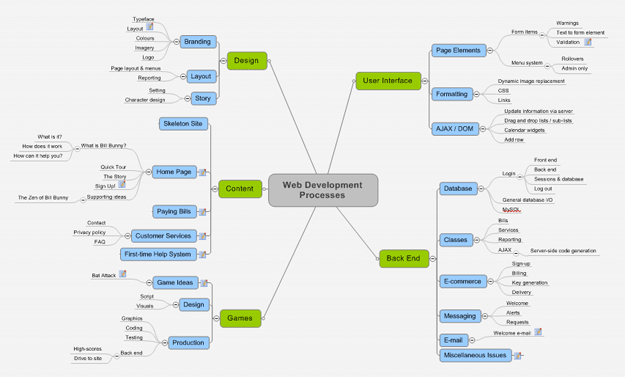 Web Development
Processes
Design
Branding
Typeface
Layout
Colours
Imagery
Logo
Layout
Page layout & menus
Reporting
Story
Setting
Character design
Content
Skeleton Site
Home Page
What is Bill Bunny?
What is it?
How does it work
How can it help you?
Quick Tour
The Story
Sign Up!
Supporting ideas
The Zen of Bill Bunny
Paying Bills
Customer Services
Contact
Privacy policy
FAQ
First-time Help System
Games
Game Ideas
Bat Attack
Design
Script
Visuals
Production
Graphics
Coding
Testing
Back end
High-scores
Drive to site
User Interface
Page Elements
Form items
Warnings
Text to form element
Validation
Menu system
Rollovers
Admin only
Formatting
Dynamic image replacement
CSS
Links
AJAX / DOM
Update information via server
Drag and drop lists / sub-lists
Calendar widgets
Add row
Back End
Database
Login
Front end
Back end
Sessions & database
Log out
General database I/O
MySQL
Classes
Bills
Services
Reporting
AJAX
Server-side code generation
E-commerce
Sign-up
Billing
Key generation
Delivery
Messaging
Welcome
Alerts
Requests
E-mail
Welcome e-mail
Miscellaneous Issues